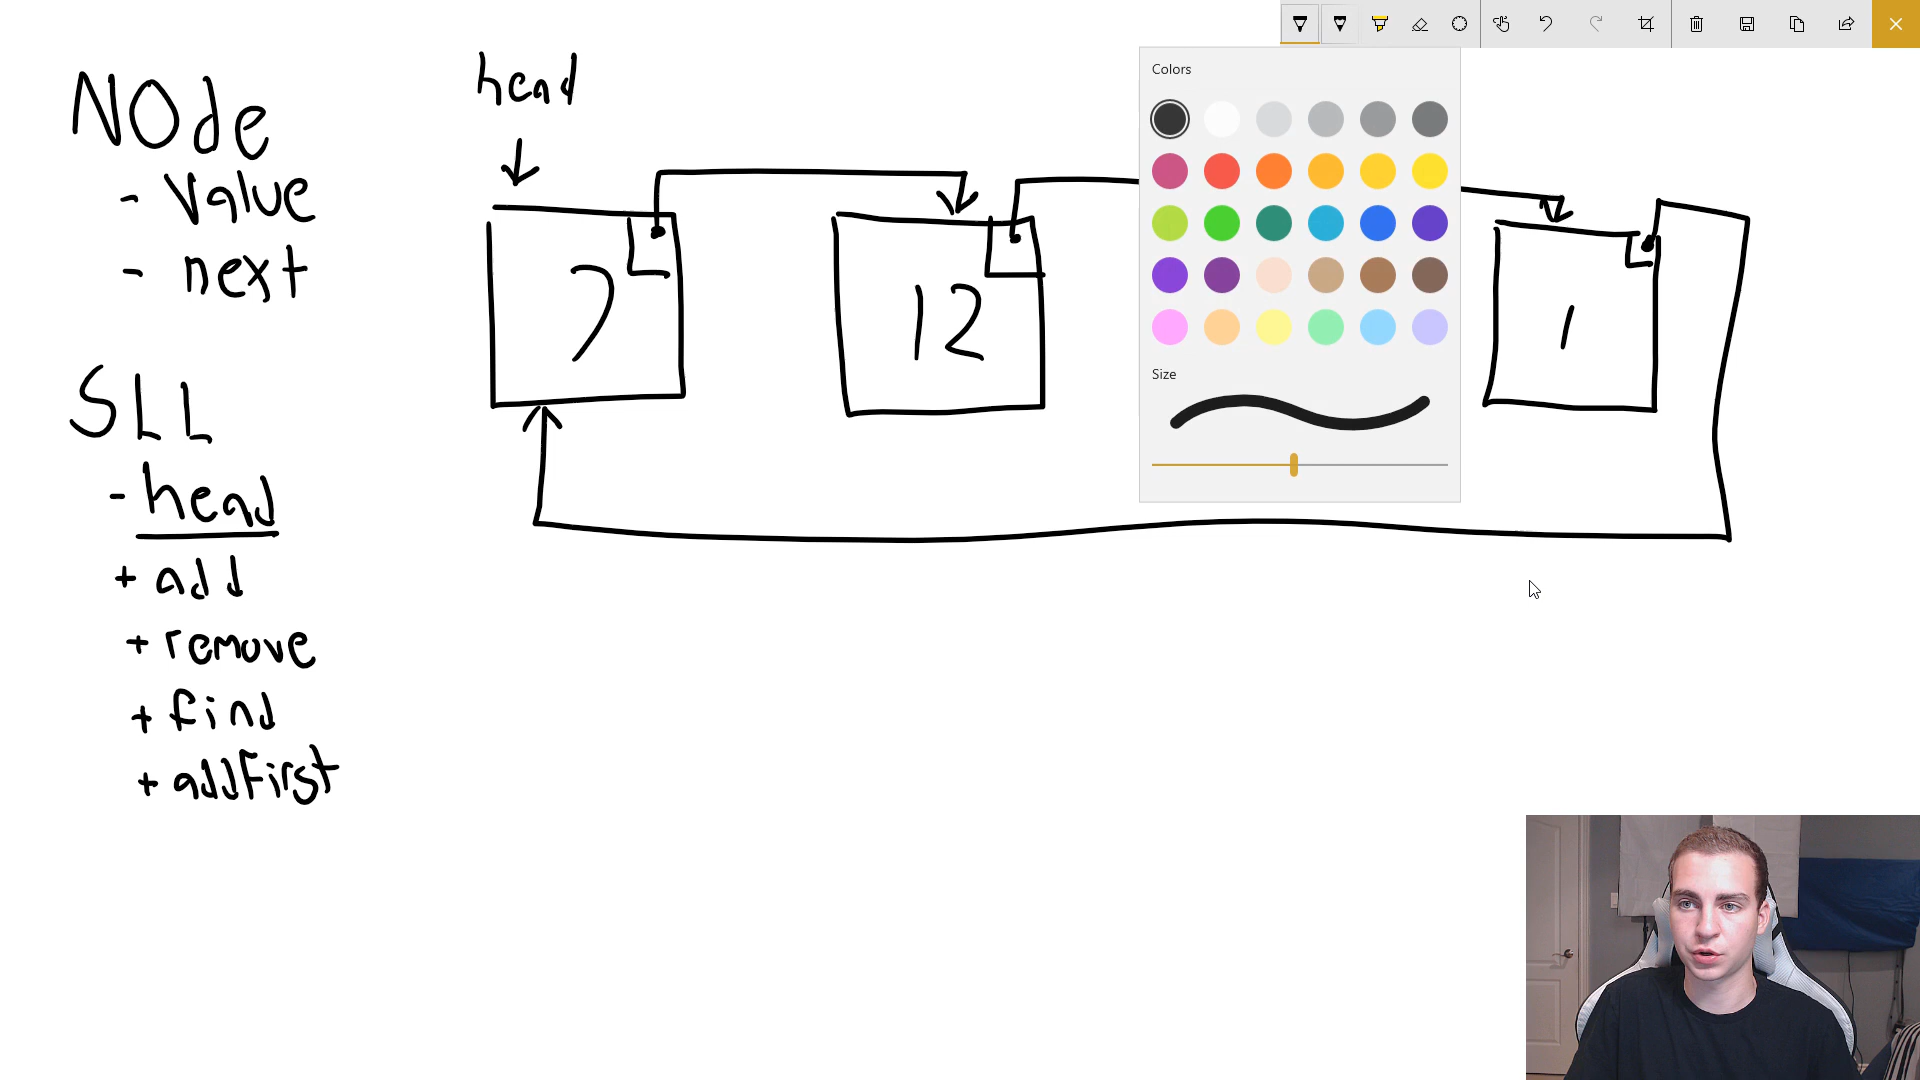 NOde
- Value
- next
SLL
- head
+ add
+ remove
+ find
+ addFirst
head
7
12
1
Colors
Size